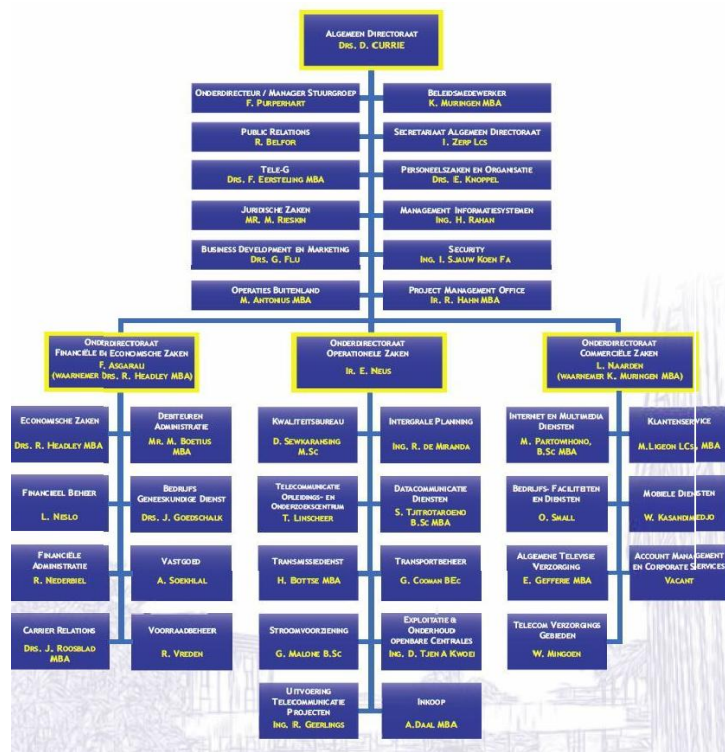 ALGEMEEN DIRECTORAAT
DRS. D. CURRIE
ONDERDIRECTEUR / MANAGER STUURGROEP
F. PURPERHART
BELEIDSMEDEWERKER
K. MURINGEN MBA
PUBLIC RELATIONS
R. BELFOR
SECRETARIAAT ALGEMEEN DIRECTORAAT
I. ZERP LCS
TELE-G
DRS. F. EERSTELING MBA
PERSONEELSZAKEN EN ORGANISATIE
DRS. E. KNOPPEL
JURIDISCHE ZAKEN
MR. M. RIESKIN
MANAGEMENT INFORMATIESYSTEMEN
ING. H. RAHAN
BUSINESS DEVELOPMENT EN MARKETING
DRS. G. FLU
SECURITY
ING. I. SJAUW KOEN FA
OPERATIES BUITENLAND
M. ANTONIUS MBA
PROJECT MANAGEMENT OFFICE
IR. R. HAHN MBA
ONDERDIRECTORAAT
FINANCIËLE EN ECONOMISCHE ZAKEN
F. ASGARALI
(WAARNEMER DRS. R. HEADLEY MBA)
ONDERDIRECTORAAT
OPERATIONELE ZAKEN
IR. E. NEUS
ONDERDIRECTORAAT
COMMERCIËLE ZAKEN
L. NAARDEN
(WAARNEMER K. MURINGEN MBA)
ECONOMISCHE ZAKEN
DRS. R. HEADLEY MBA
DEBITEUREN
ADMINISTRATIE
MR. M. BOETIUS
MBA
KWALITEITSBUREAU
D. SEWKARANSING
M.SC
INTERGRALE PLANNING
ING. R. DE MIRANDA
INTERNET EN MULTIMEDIA
DIENSTEN
M. PARTOWIHONO,
B.SC MBA
KLANTENSERVICE
M.LIGEON LCS, MBA
FINANCIEEL BEHEER
L. NESLO
BEDRIJFS
GENEESKUNDIGE DIENST
DRS. J. GOEDSCHALK
TELECOMMUNICATIE
OPLEIDINGS- EN
ONDERZOEKSCENTRUM
T. LINSCHEER
DATACOMMUNICATIE
DIENSTEN
S. TJITROTAROENO
B.SC MBA
BEDRIJFS- FACILITEITEN
EN DIENSTEN
O. SMALL
MOBIELE DIENSTEN
W. KASANDIMEDJO
FINANCIËLE
ADMINISTRATIE
R. NEDERBIEL
VASTGOED
A. SOEKHLAL
TRANSMISSIEDIENST
H. BOTTSE MBA
TRANSPORTBEHEER
G. COOMAN BEC
ALGEMENE TELEVISIE
VERZORGING
E. GEFFERIE MBA
ACCOUNT MANAGEMENT
EN CORPORATE SERVICES
VACANT
CARRIER RELATIONS
DRS. J. ROOSBLAD
MBA
VOORRAADBEHEER
R. VREDEN
STROOMVOORZIENING
G. MALONE B.SC
EXPLOITATIE &
ONDERHOUD
OPENBARE CENTRALES
ING. D. TJEN A KWOEI
TELECOM VERZORGINGS
GEBIEDEN
W. MINGOEN
UITVOERING
TELECOMMUNICATIE
PROJECTEN
ING. R. GEERLINGS
INKOOP
A.DAAL MBA